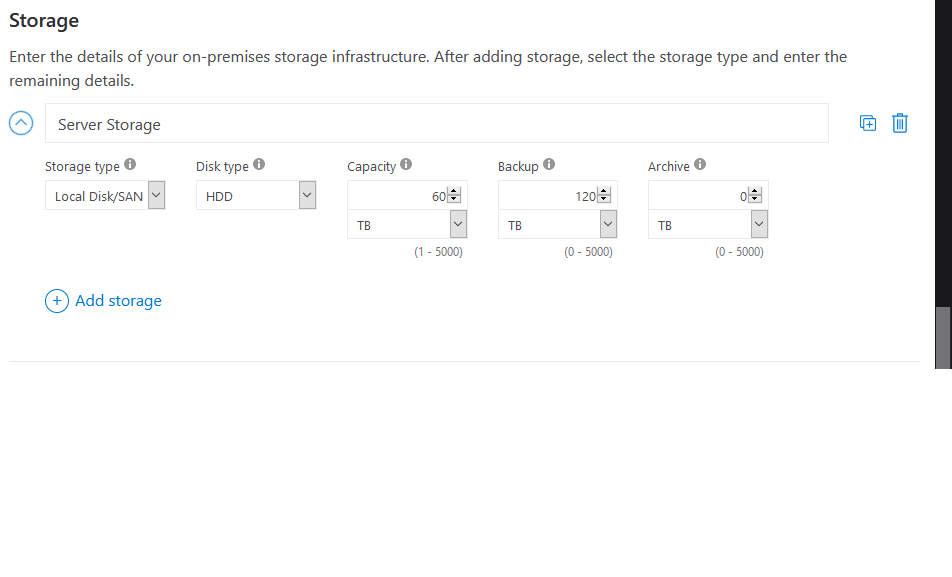 Storage
Enter the details of your on-premises storage infrastructure. After adding storage, select the storage type and enter the
remaining details.
Server Storage
Storage type Disk type Capacity Backup Archive
Local Disk/SAN HDD 60 120 0
TB TB TB
(1 - 5000) (0 - 5000) (0 - 5000)
Add storage